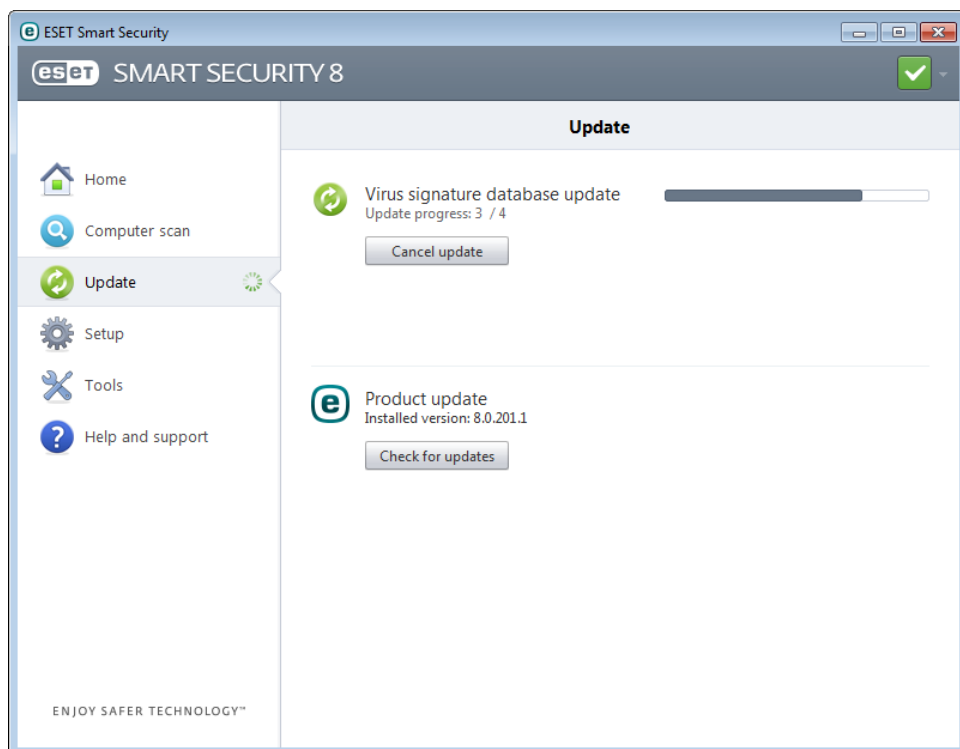 ESET Smart Security
eset SMART SECURITY 8
Update
Home
Computer scan
Update
Setup
Tools
Help and support
Virus signature database update
Update progress: 3 / 4
Cancel update
Product update
Installed version: 8.0.201.1
Check for updates
ENJOY SAFER TECHNOLOGY™